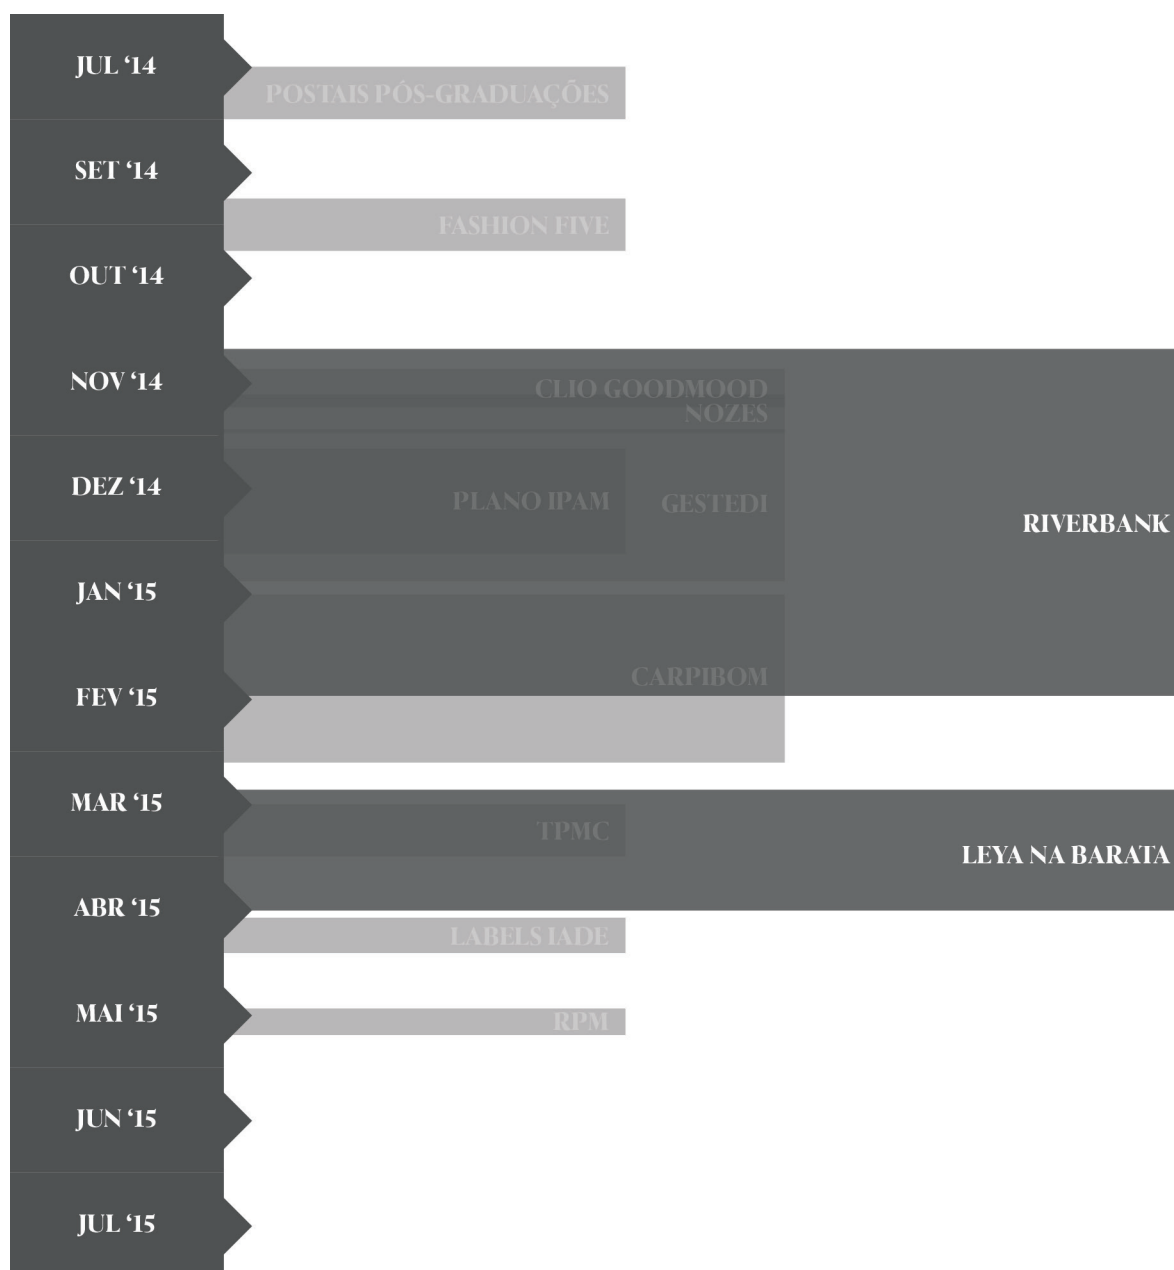 JUL ‘14
POSTAIS PÓS-GRADUAÇÕES
SET ‘14
FASHION FIVE
OUT ‘14
NOV ‘14
CLIO GOODMOOD
NOZES
DEZ ‘14
PLANO IPAM
GESTEDI
RIVERBANK
JAN ‘15
CARPIBOM
FEV ‘15
MAR ‘15
TPMC
LEYA NA BARATA
ABR ‘15
LABELS IADE
MAI ‘15
RPM
JUN ‘15
JUL ‘15